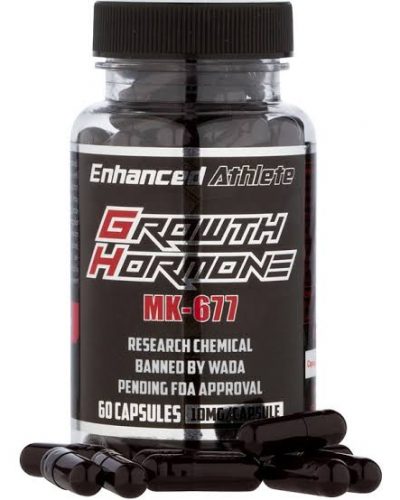 Enhanced Athlete
GROWTH
HORMONE
MK-677
RESEARCH CHEMICAL
BANNED BY WADA
PENDING FDA APPROVAL
60 CAPSULES 10MG/CAPSULE